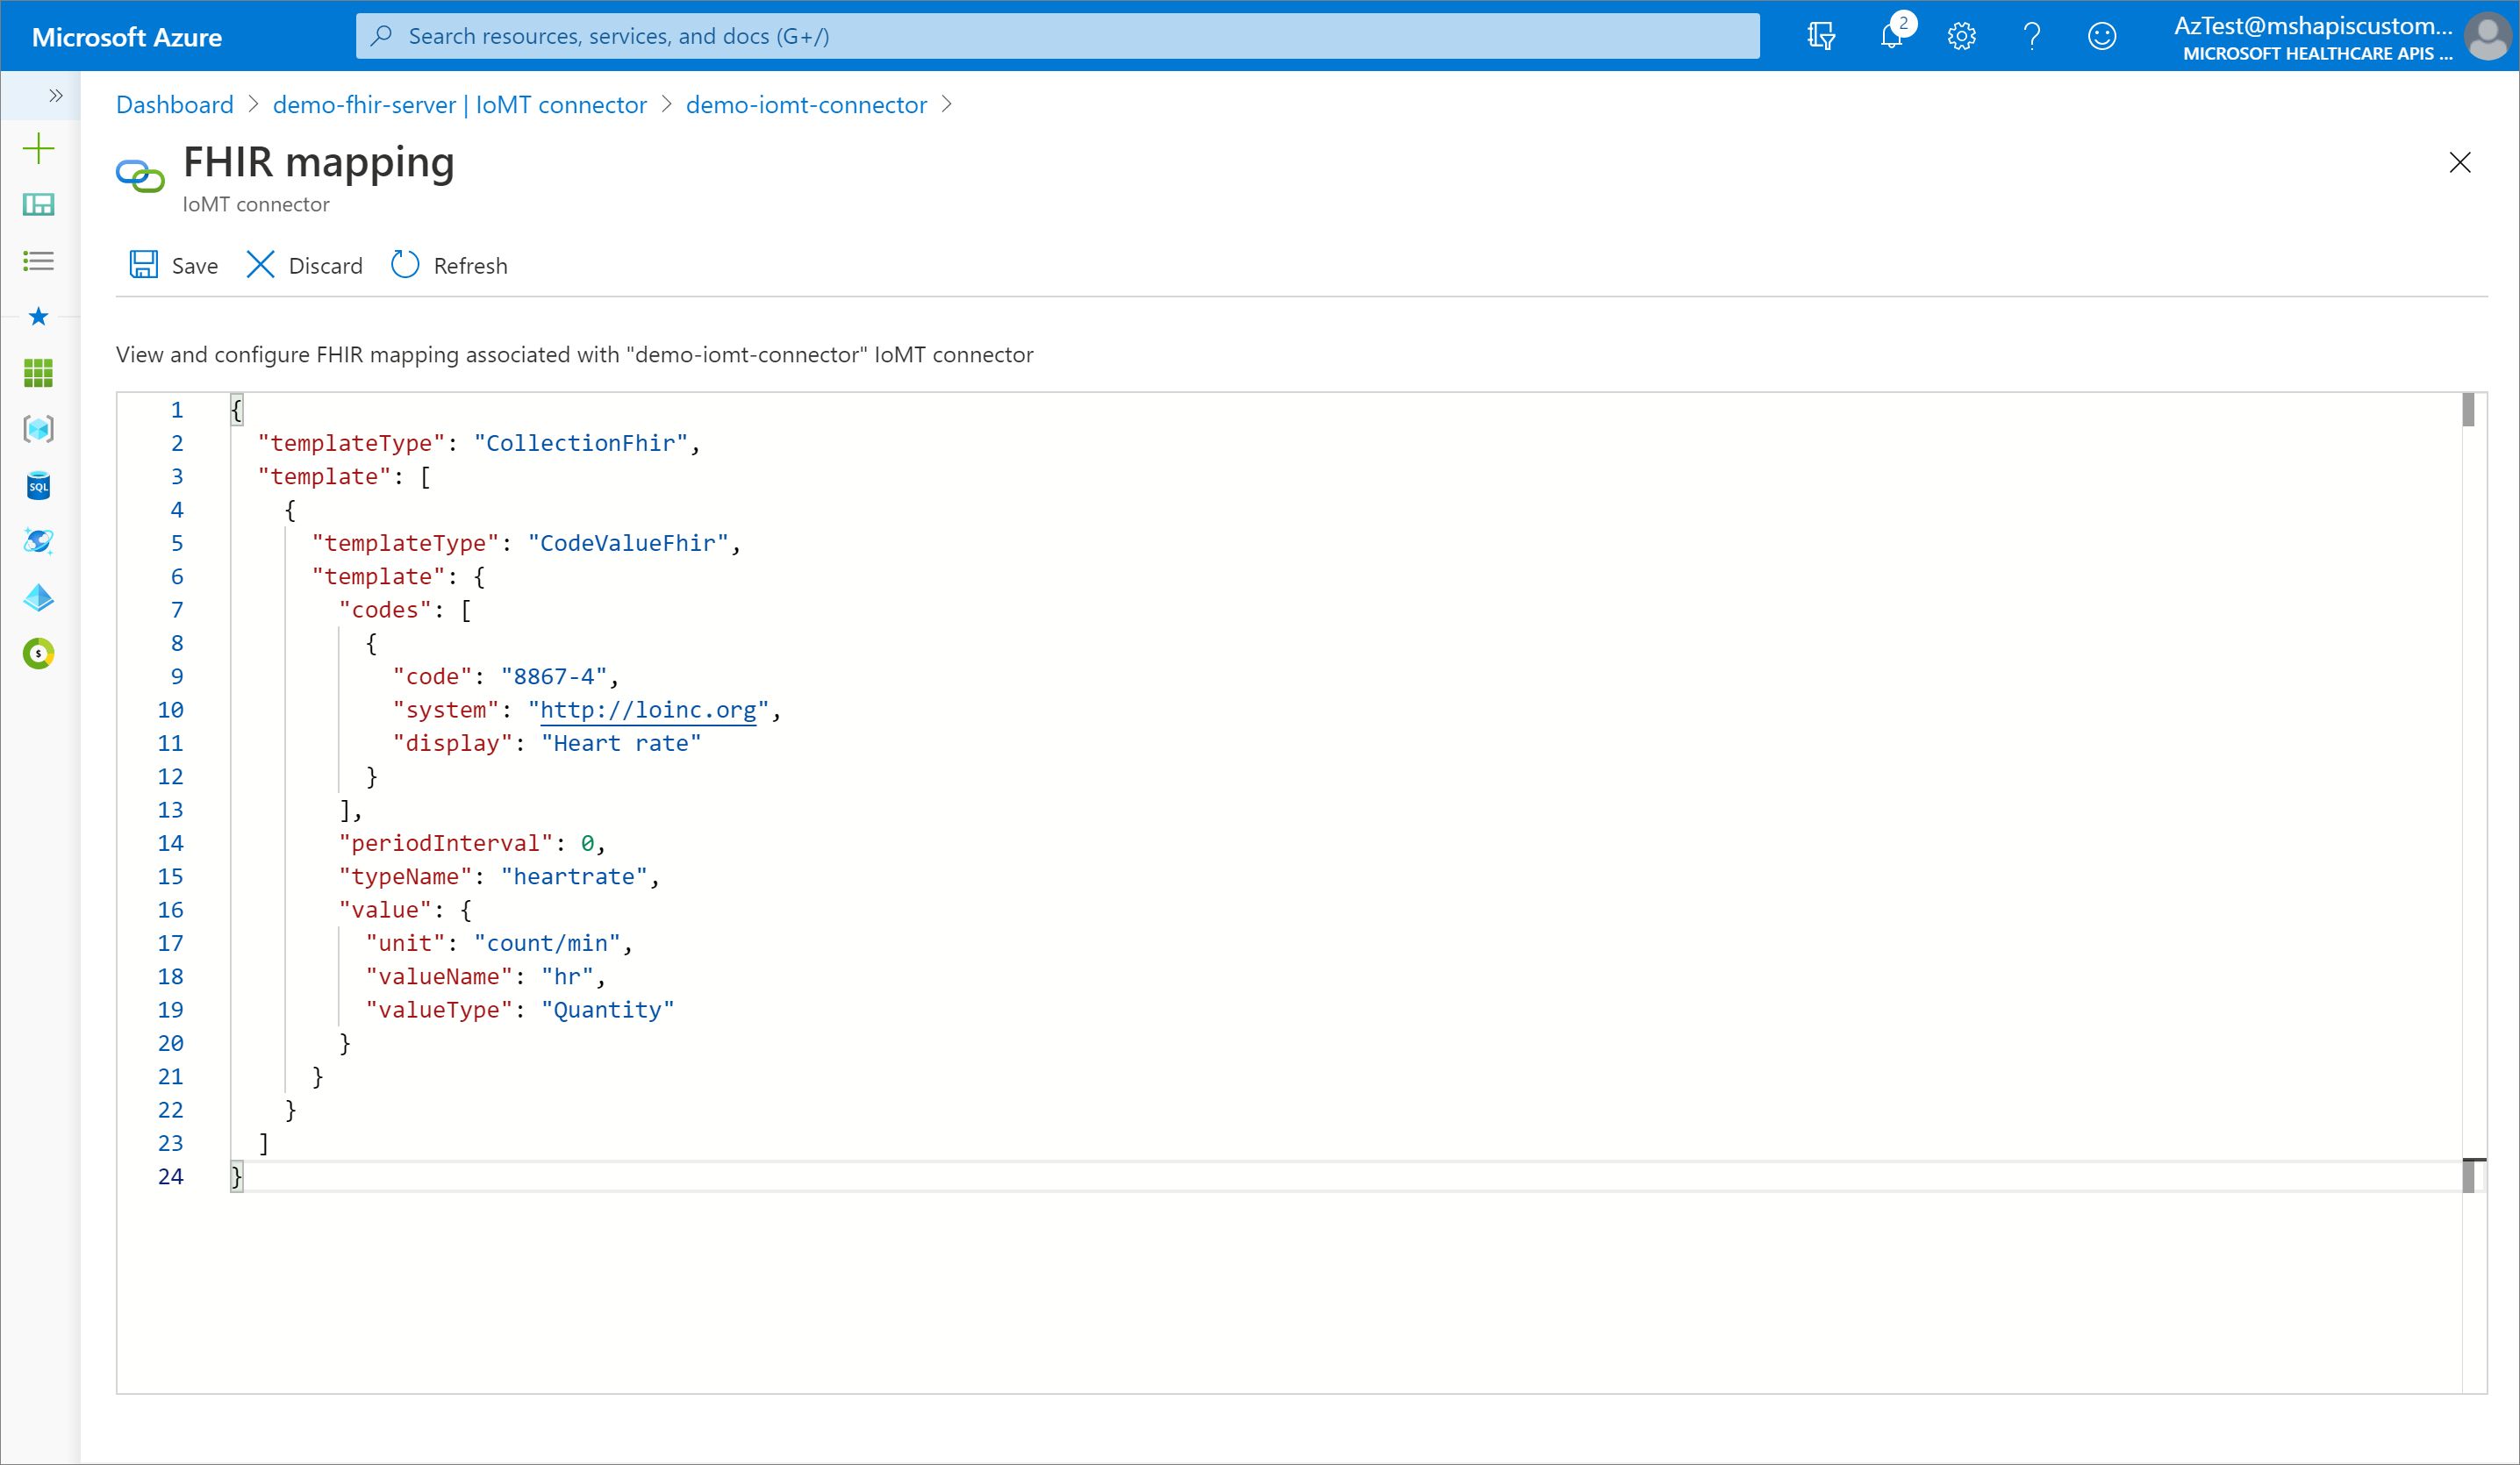 Microsoft Azure
Search resources, services, and docs (G+/)
2
AzTest@mshapiscustom...
MICROSOFT HEALTHCARE APIS ...
Dashboard > demo-fhir-server | IoMT connector > demo-iomt-connector >
FHIR mapping
IoMT connector
Save Discard Refresh
View and configure FHIR mapping associated with "demo-iomt-connector" IoMT connector
1 {
2 "templateType": "CollectionFhir",
3 "template": [
4 {
5 "templateType": "CodeValueFhir",
6 "template": {
7 "codes": [
8 {
9 "code": "8867-4",
10 "system": "http://loinc.org",
11 "display": "Heart rate"
12 }
13 ],
14 "periodInterval": 0,
15 "typeName": "heartrate",
16 "value": {
17 "unit": "count/min",
18 "valueName": "hr",
19 "valueType": "Quantity"
20 }
21 }
22 }
23 ]
24 }
SQL
$